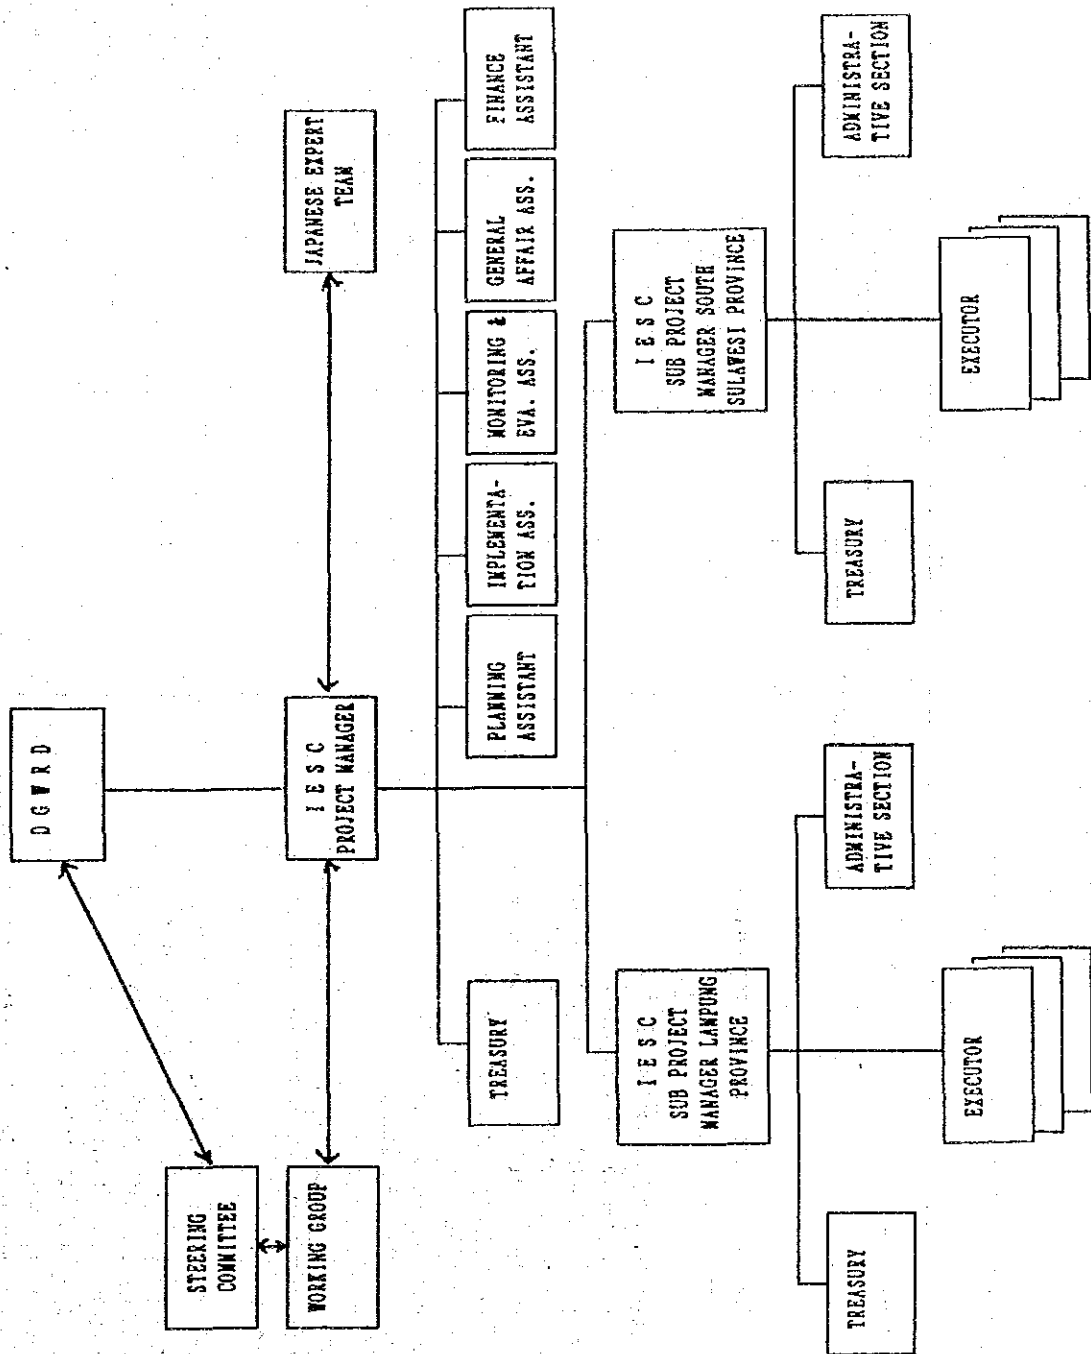 D G W R D
STEERING
COMMITTEE
WORKING GROUP
I E S C
PROJECT MANAGER
JAPANESE EXPERT
TEAM
TREASURY
PLANNING
ASSISTANT
IMPLEMENTA-
TION ASS.
MONITORING &
EVA. ASS.
GENERAL
AFFAIR ASS.
FINANCE
ASSISTANT
I E S C
SUB PROJECT
MANAGER LAMPUNG
PROVINCE
I E S C
SUB PROJECT
MANAGER SOUTH
SULAWESI PROVINCE
TREASURY
ADMINISTRA-
TIVE SECTION
TREASURY
ADMINISTRA-
TIVE SECTION
EXECUTOR
EXECUTOR